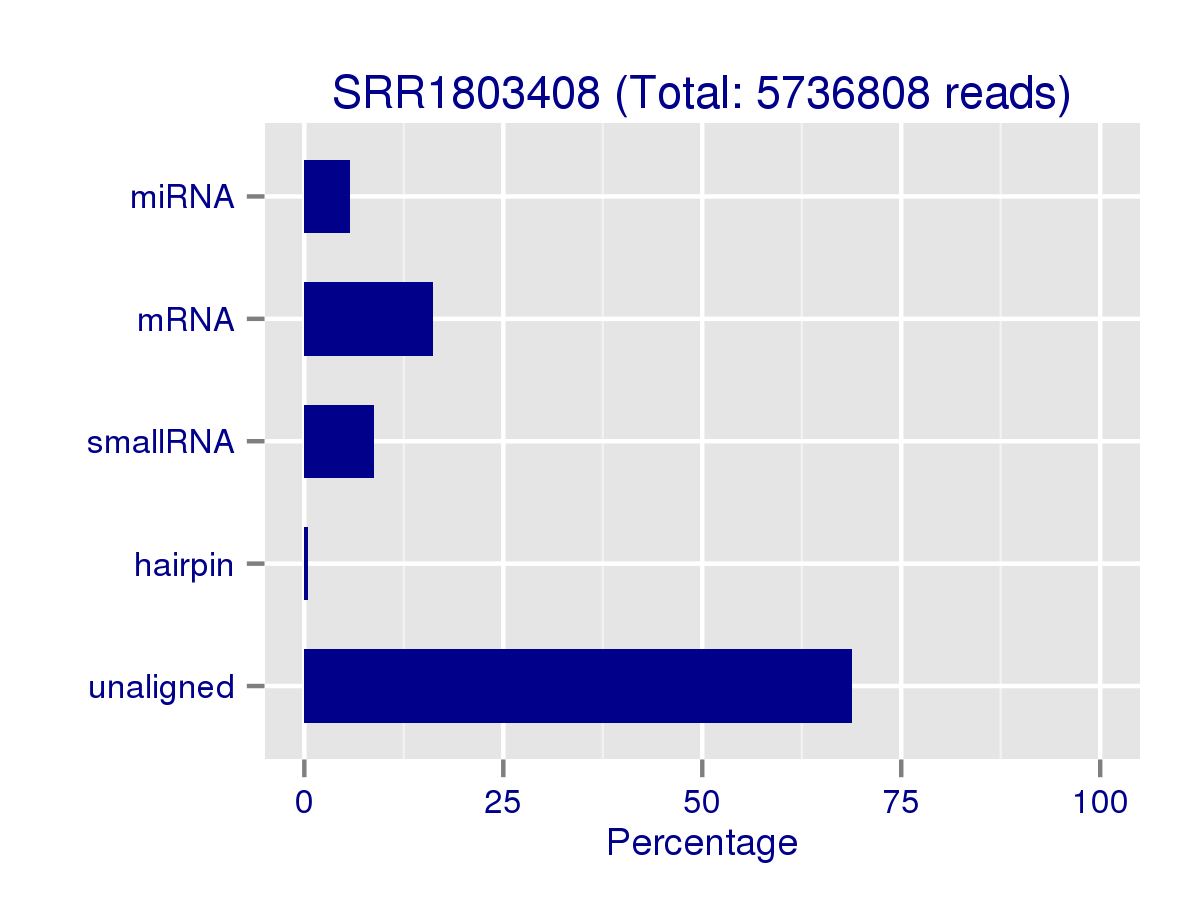 SRR1803408 (Total: 5736808 reads)
miRNA
mRNA
smallRNA
hairpin
unaligned
0 25 50 75 100
Percentage